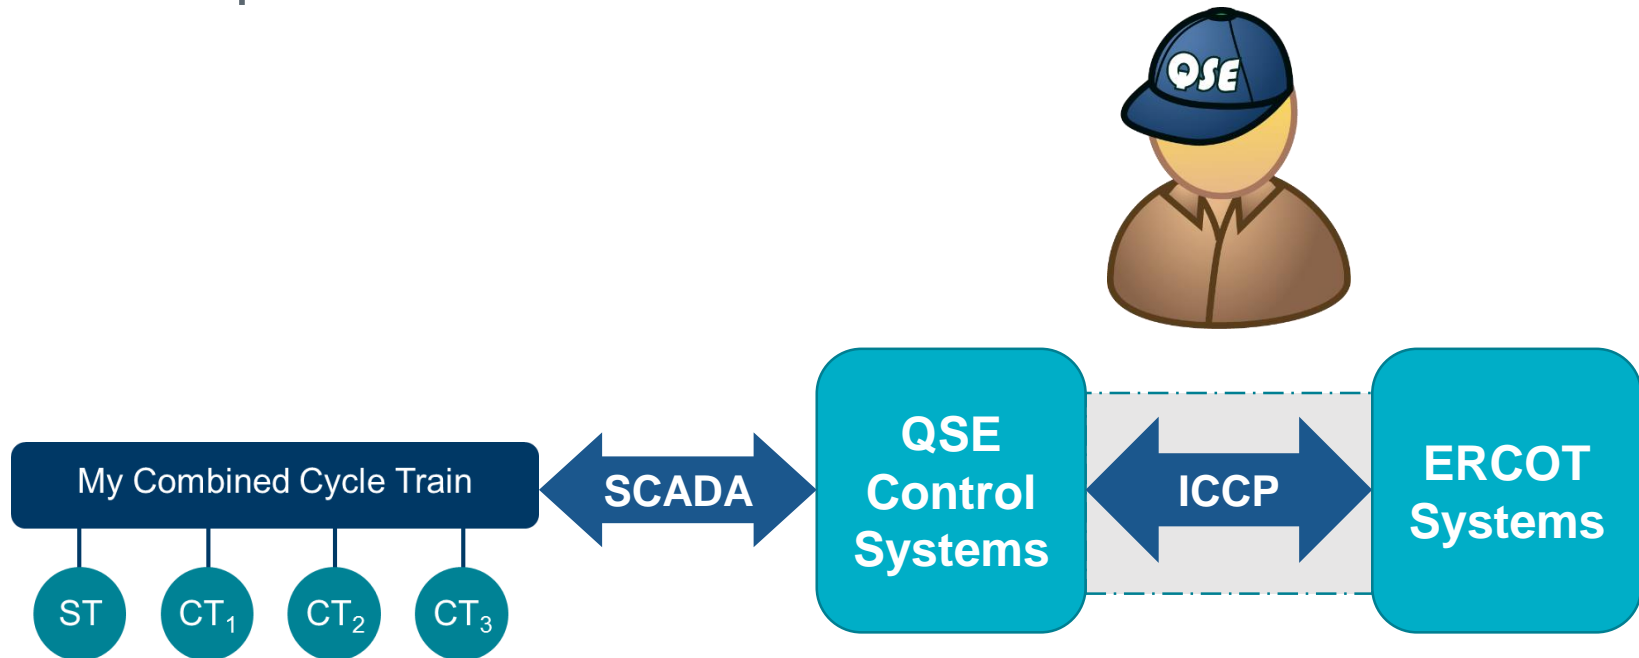 QSE
QSE
Control
Systems
ERCOT
Systems
My Combined Cycle Train
SCADA
ICCP
ST
CT₁
CT₂
CT₃